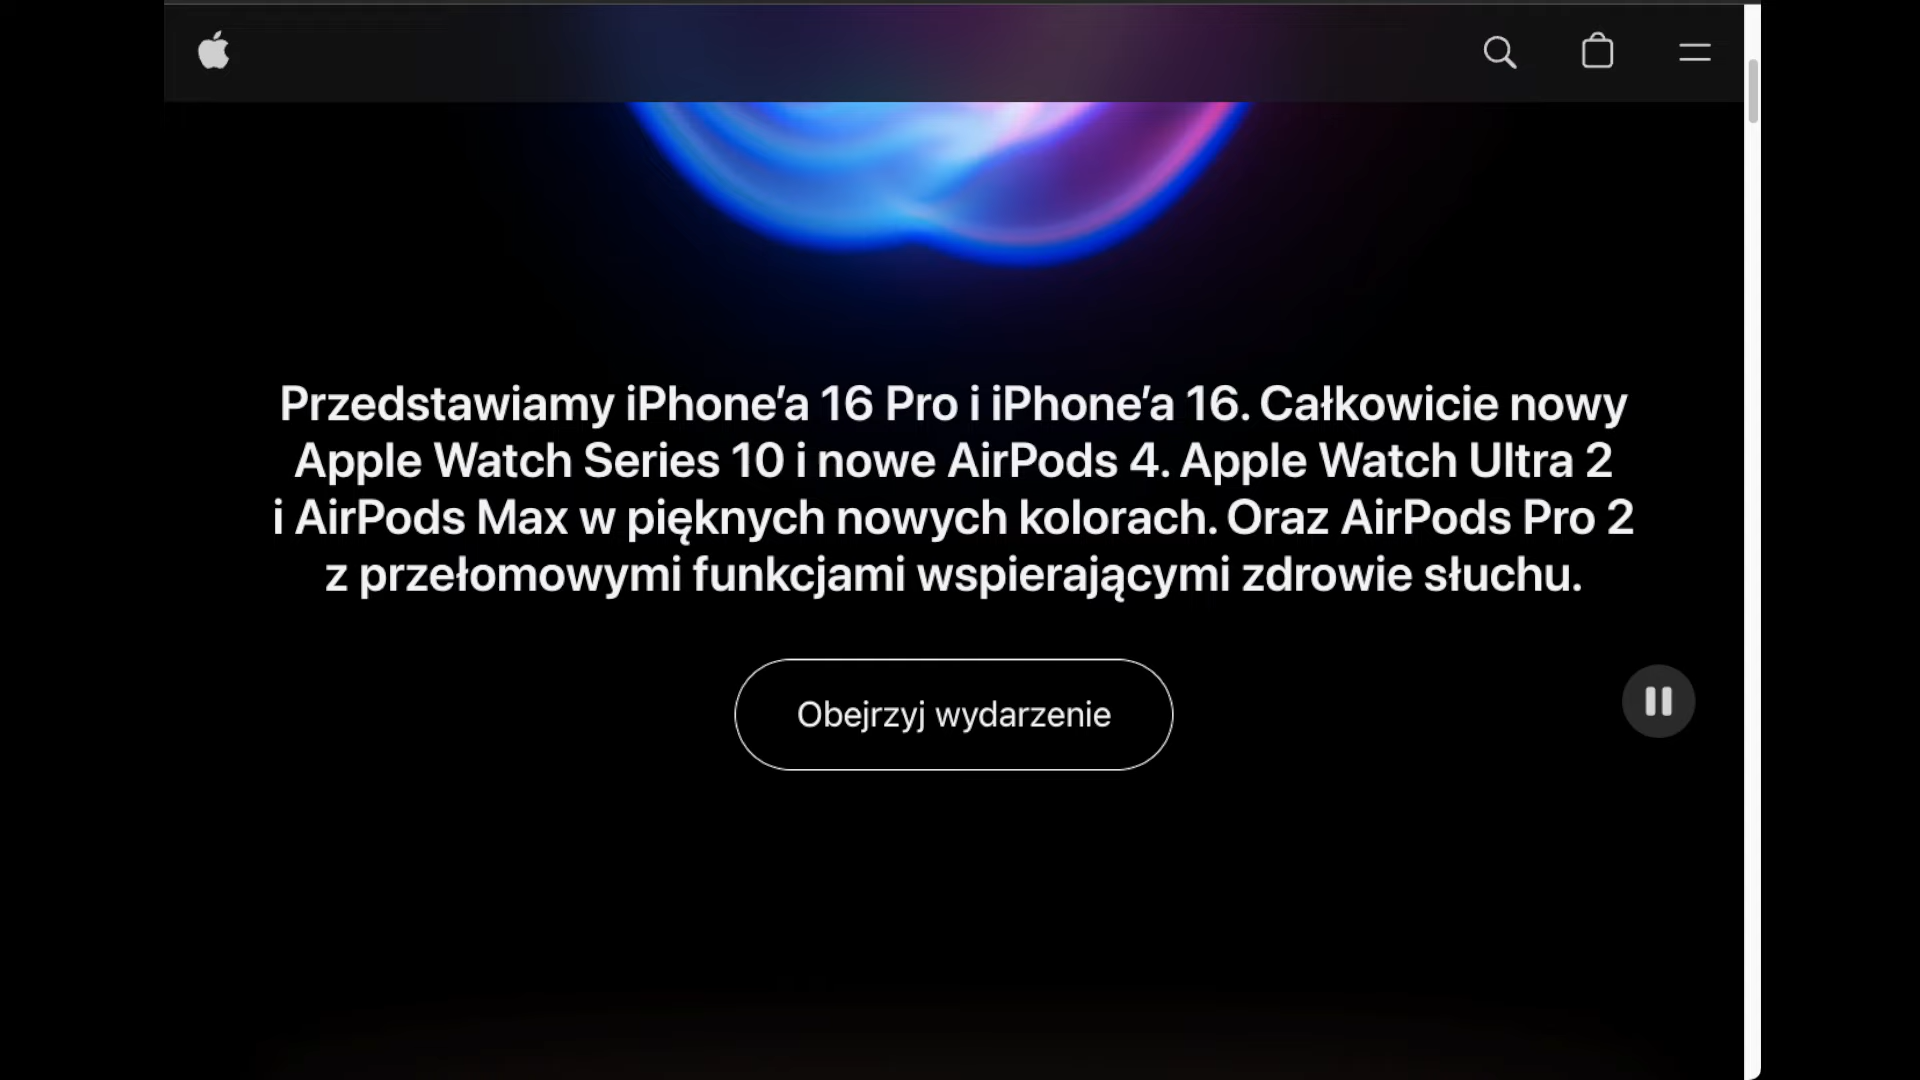 Przedstawiamy iPhone’a 16 Pro i iPhone’a 16. Całkowicie nowy
Apple Watch Series 10 i nowe AirPods 4. Apple Watch Ultra 2
i AirPods Max w pięknych nowych kolorach. Oraz AirPods Pro 2
z przełomowymi funkcjami wspierającymi zdrowie słuchu.
Obejrzyj wydarzenie